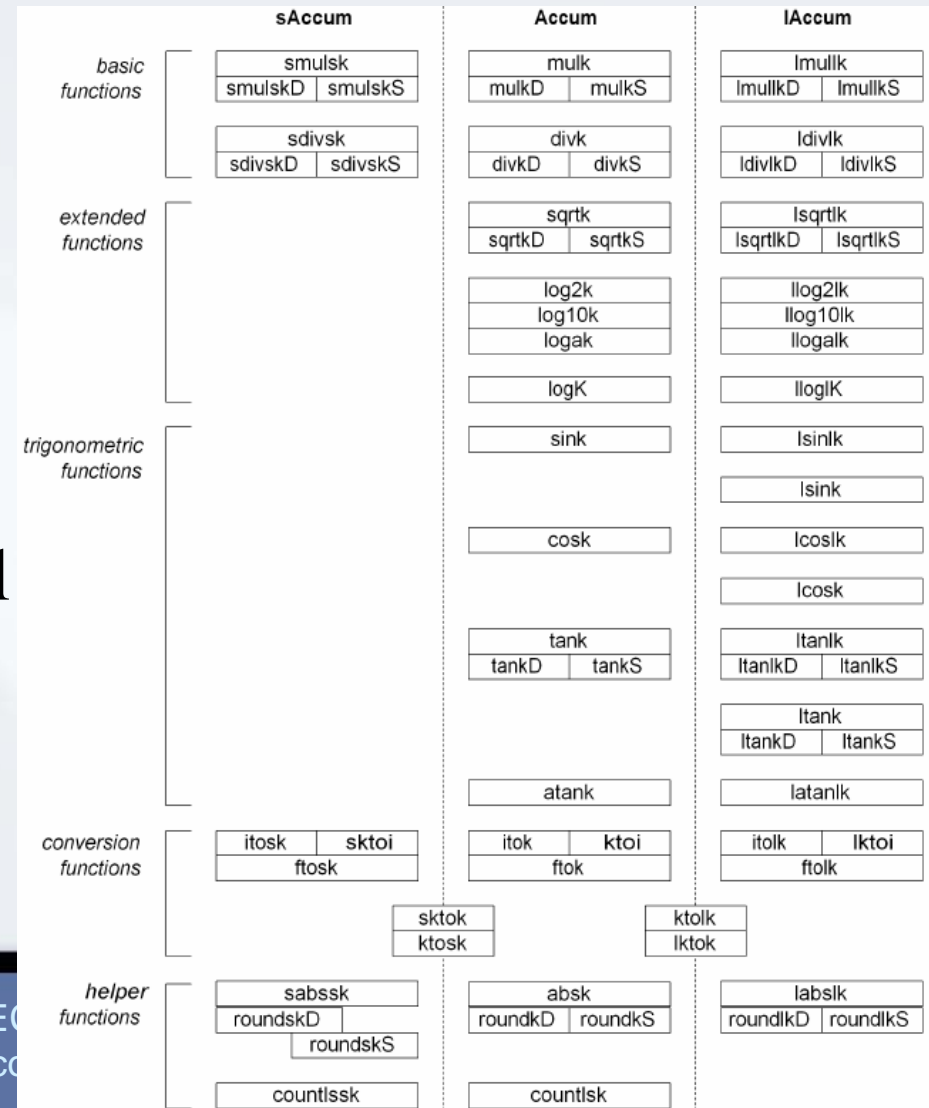 sAccum Accum lAccum
basic functions
smulsk mulk lmullk
smulskD smulskS mulkD mulkS lmullkD lmullkS
sdivsk divk ldivlk
sdivskD sdivskS divkD divkS ldivlkD ldivlkS
extended functions
sqrtk lsqrtlk
sqrtkD sqrtkS lsqrtlkD lsqrtlkS
log2k llog2lk
log10k llog10lk
logak llogalk
logK lloglK
trigonometric functions
sink lsinlk
lsink
cosk lcoslk
lcosk
tank ltanlk
tankD tankS ltanlkD ltanlkS
ltank
ltankD ltankS
atank latanlk
conversion functions
itosk sktoi itok ktoi itolk lktoi
ftosk ftok ftolk
sktok ktolk
ktosk lktok
helper functions
sabssk absk labslk
roundskD roundkD roundkS roundlkD roundlkS
roundskS
countlssk countlsk